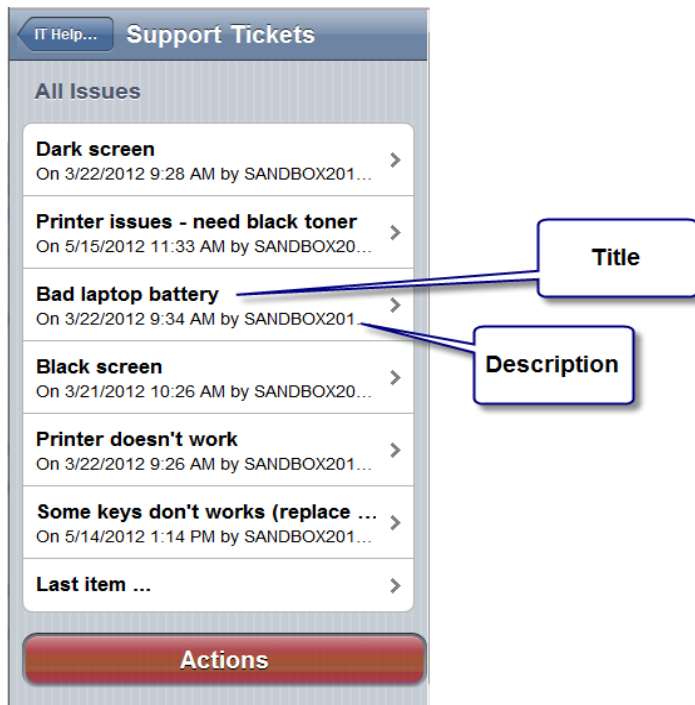 IT Help...
Support Tickets
All Issues
Dark screen
On 3/22/2012 9:28 AM by SANDBOX201...
Printer issues - need black toner
On 5/15/2012 11:33 AM by SANDBOX20...
Bad laptop battery
On 3/22/2012 9:34 AM by SANDBOX201...
Black screen
On 3/21/2012 10:26 AM by SANDBOX20...
Printer doesn't work
On 3/22/2012 9:26 AM by SANDBOX201...
Some keys don't works (replace ...
On 5/14/2012 1:14 PM by SANDBOX201...
Last item ...
Actions
Title
Description